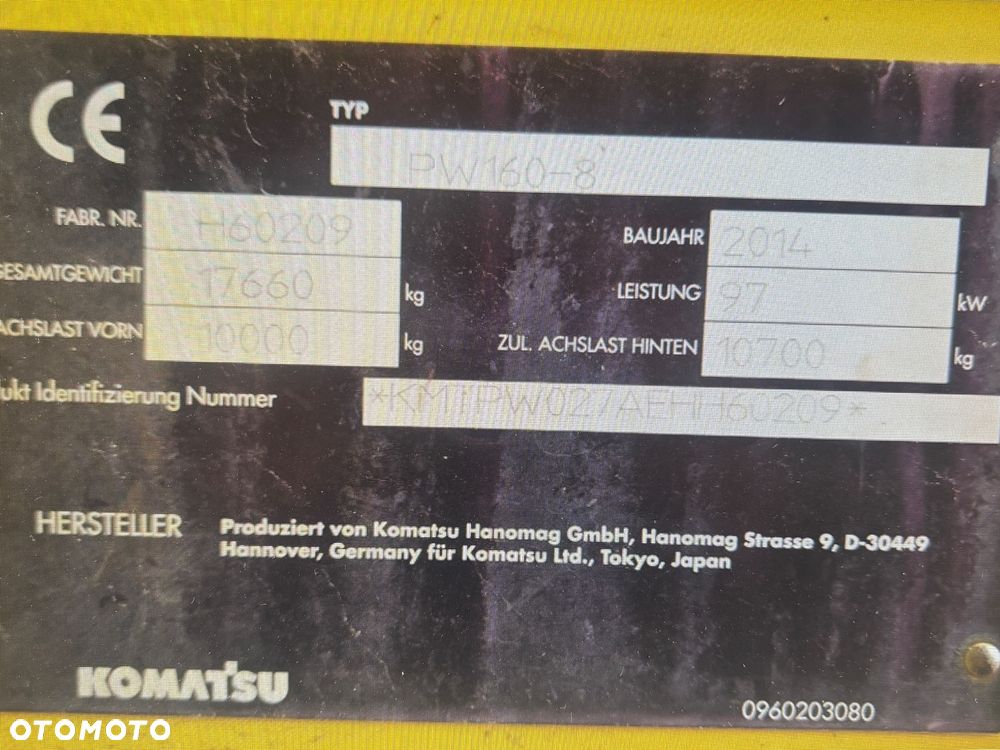 CE
TYP
PW160-8
FABR. NR. H60209 BAUJAHR 2014
GESAMTGEWICHT 17660 kg LEISTUNG 97 kW
ACHSLAST VORN 10000 kg ZUL. ACHSLAST HINTEN 10700 kg
ukt Identifizierung Nummer *KMTPW027AEHH60209*
HERSTELLER Produziert von Komatsu Hanomag GmbH, Hanomag Strasse 9, D-30449
Hannover, Germany für Komatsu Ltd., Tokyo, Japan
KOMATSU
0960203080
OTOMOTO